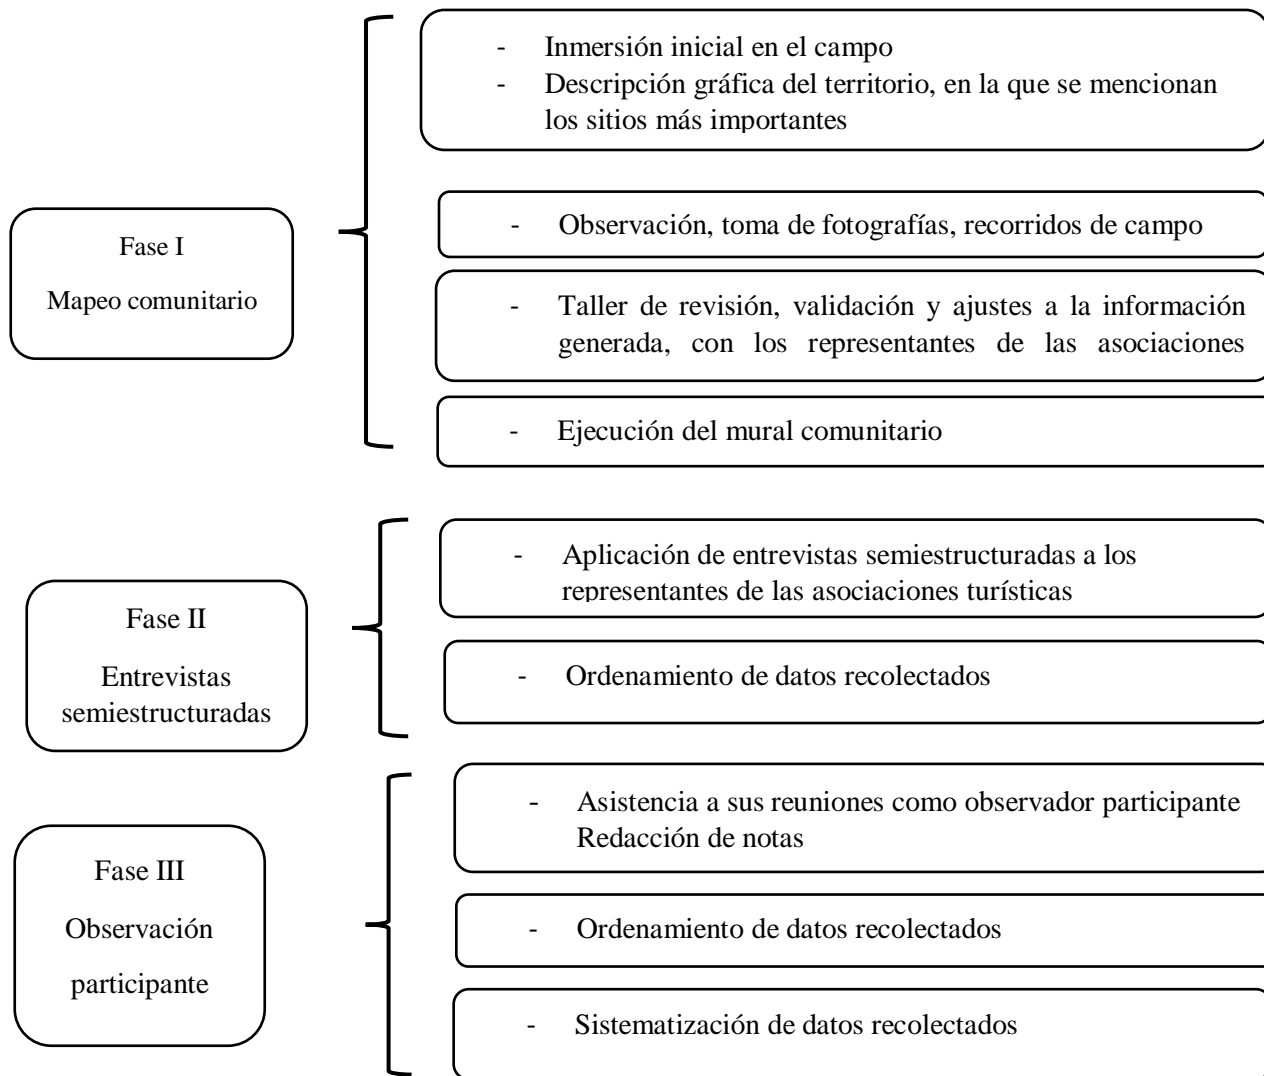 - Inmersión inicial en el campo
- Descripción gráfica del territorio, en la que se mencionan
los sitios más importantes
Fase I
Mapeo comunitario
- Observación, toma de fotografías, recorridos de campo
- Taller de revisión, validación y ajustes a la información
generada, con los representantes de las asociaciones
- Ejecución del mural comunitario
Fase II
Entrevistas
semiestructuradas
- Aplicación de entrevistas semiestructuradas a los
representantes de las asociaciones turísticas
- Ordenamiento de datos recolectados
Fase III
Observación
participante
- Asistencia a sus reuniones como observador participante
Redacción de notas
- Ordenamiento de datos recolectados
- Sistematización de datos recolectados